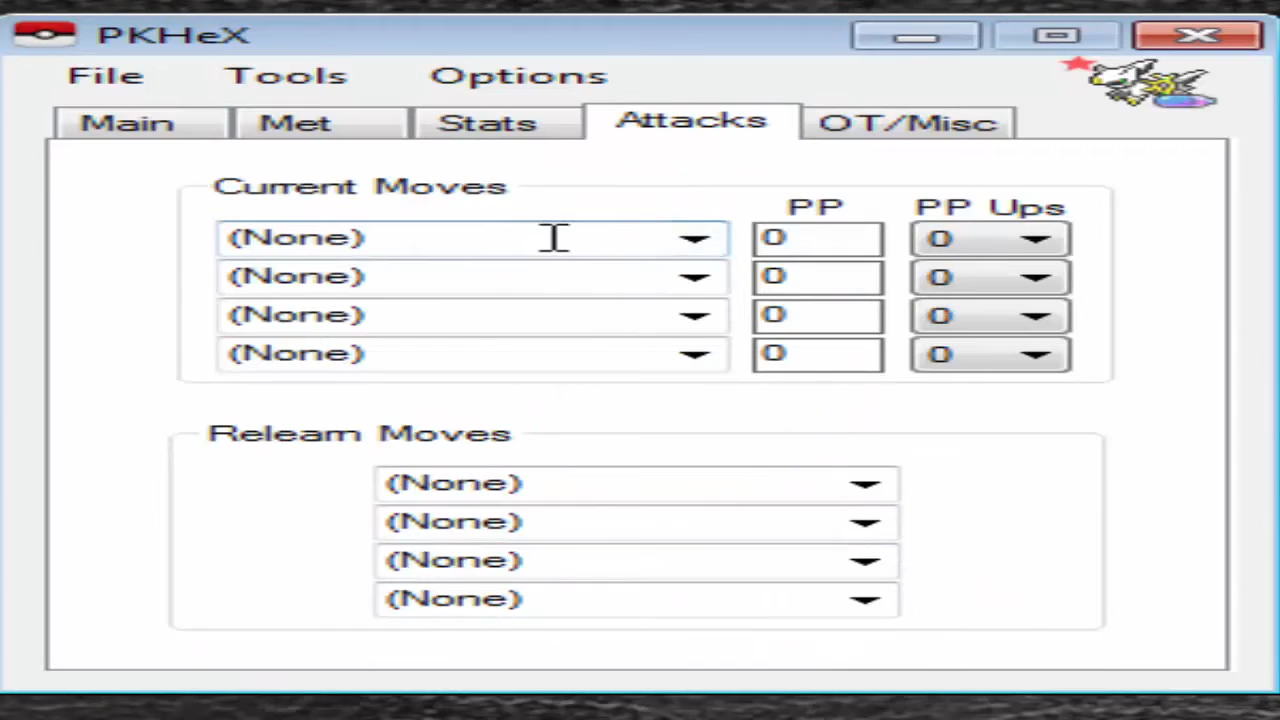 PKHeX
File Tools Options
Main Met Stats Attacks OT/Misc
Current Moves
PP PP Ups
(None) 0 0
(None) 0 0
(None) 0 0
(None) 0 0
Relearn Moves
(None)
(None)
(None)
(None)